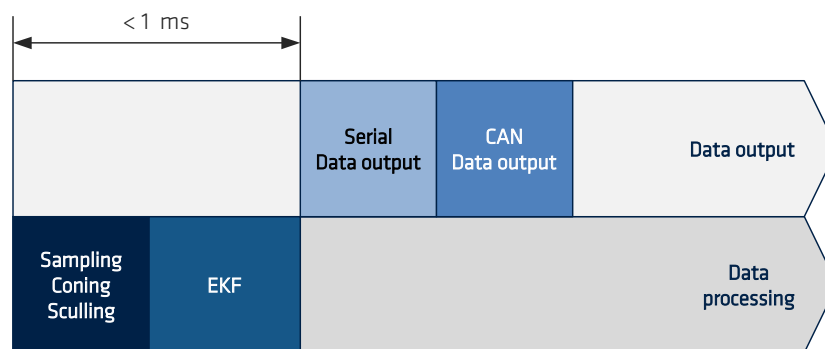 < 1 ms
Serial
Data output
CAN
Data output
Data output
Sampling
Coning
Sculling
EKF
Data
processing